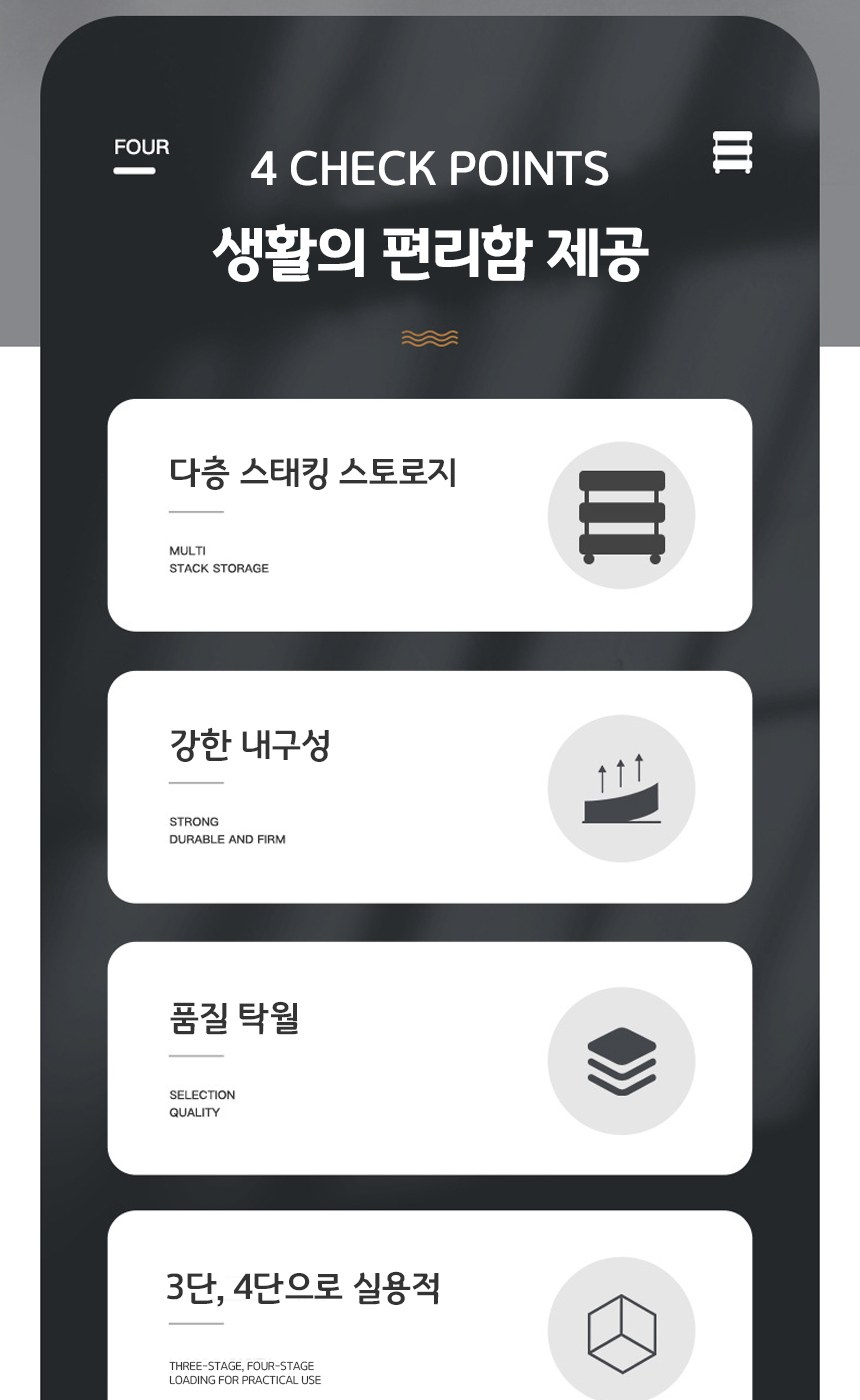 FOUR
4 CHECK POINTS
생활의 편리함 제공
다층 스태킹 스토로지
MULTI
STACK STORAGE
강한 내구성
STRONG
DURABLE AND FIRM
품질 탁월
SELECTION
QUALITY
3단, 4단으로 실용적
THREE-STAGE, FOUR-STAGE
LOADING FOR PRACTICAL USE